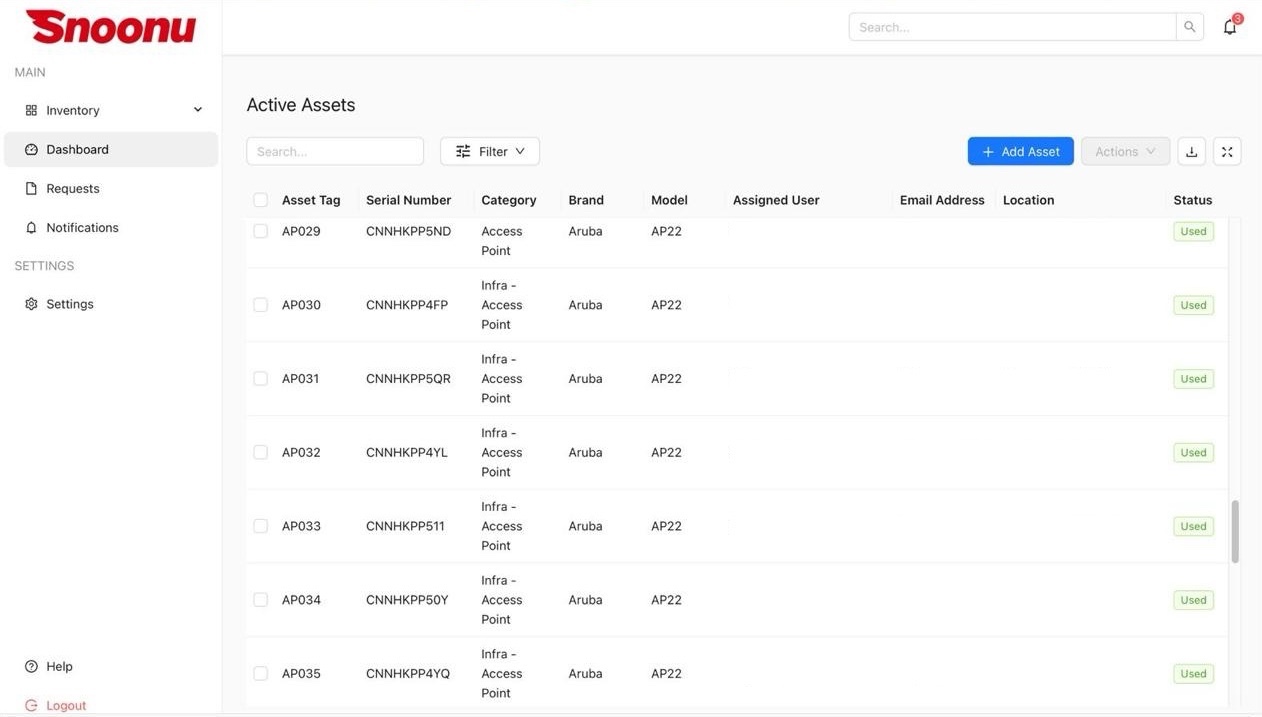 Snoonu
Search...
3
MAIN
Inventory
Dashboard
Requests
Notifications
SETTINGS
Settings
Help
Logout
Active Assets
Search...
Filter
+ Add Asset
Actions
Asset Tag Serial Number Category Brand Model Assigned User Email Address Location Status
AP029 CNNHKPP5ND Access Aruba AP22 Used
Point
Infra -
AP030 CNNHKPP4FP Access Aruba AP22 Used
Point
Infra -
AP031 CNNHKPP5QR Access Aruba AP22 Used
Point
Infra -
AP032 CNNHKPP4YL Access Aruba AP22 Used
Point
Infra -
AP033 CNNHKPP511 Access Aruba AP22 Used
Point
Infra -
AP034 CNNHKPP50Y Access Aruba AP22 Used
Point
Infra -
AP035 CNNHKPP4YQ Access Aruba AP22 Used
Point